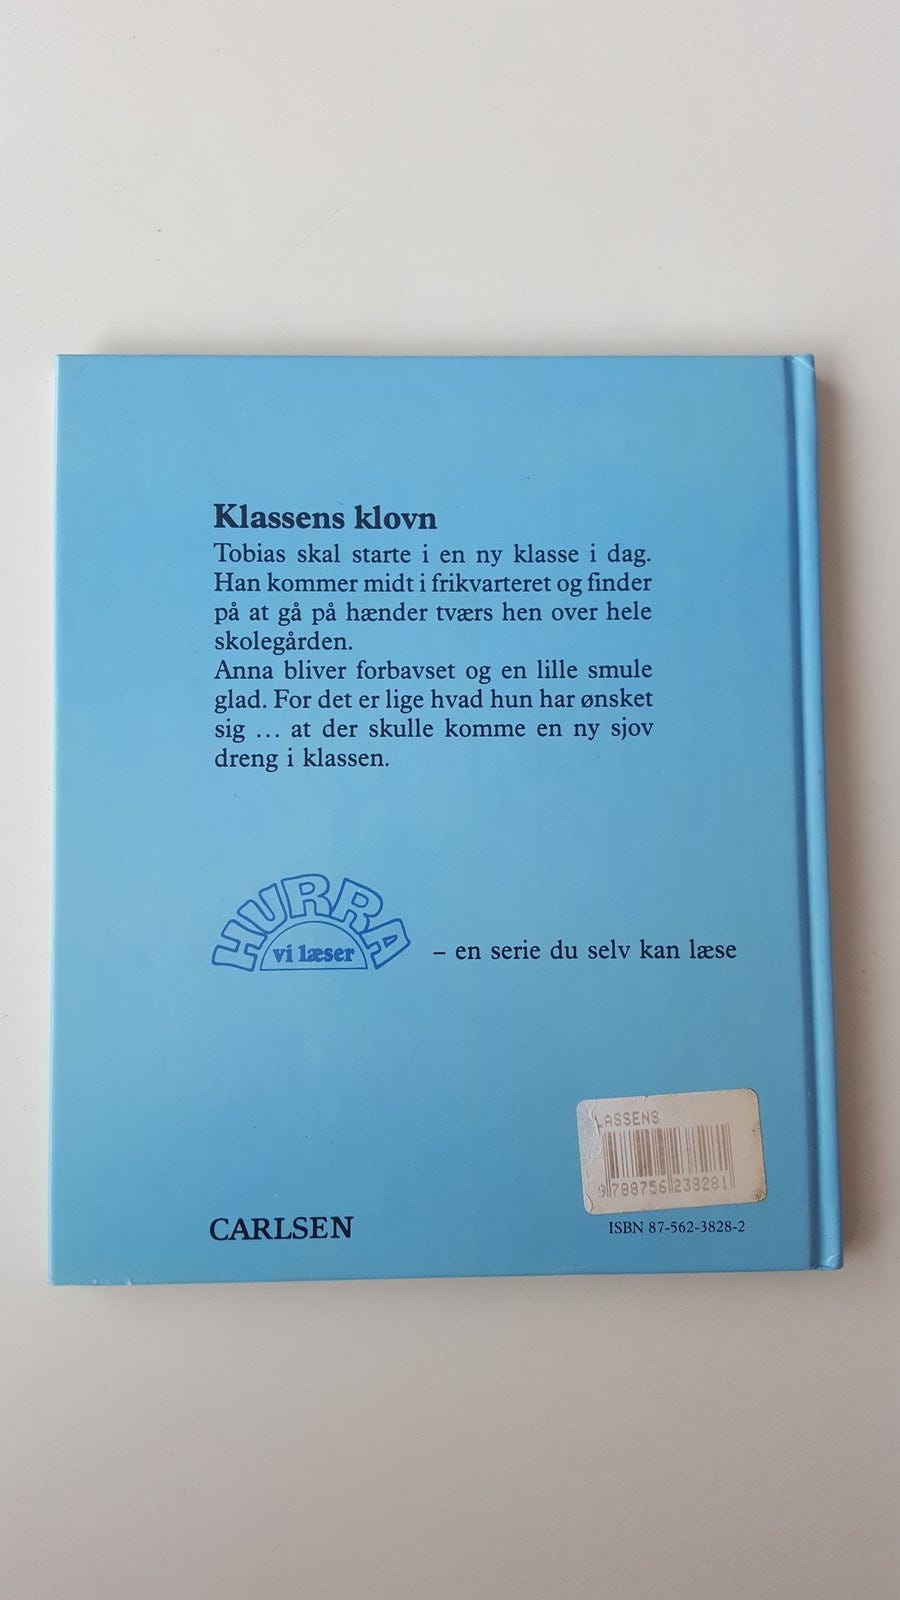 Klassens klovn
Tobias skal starte i en ny klasse i dag.
Han kommer midt i frikvarteret og finder
på at gå på hænder tværs hen over hele
skolegården.
Anna bliver forbavset og en lille smule
glad. For det er lige hvad hun har ønsket
sig ... at der skulle komme en ny sjov
dreng i klassen.
HURRA
vi læser
– en serie du selv kan læse
LASSENS
9 788756 238281
CARLSEN
ISBN 87-562-3828-2